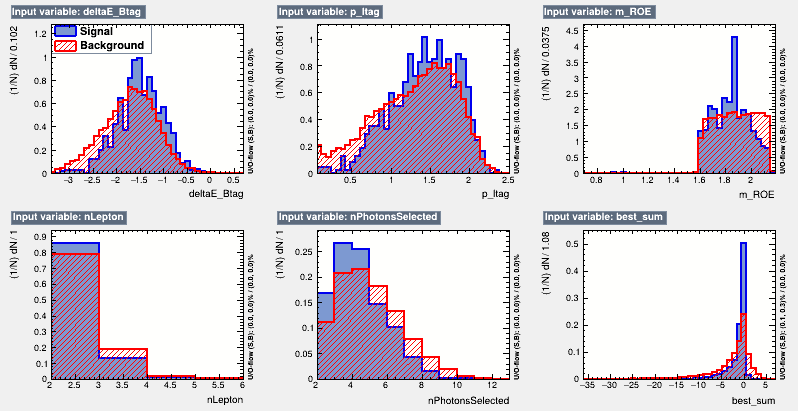 Input variable: deltaE_Btag
(1/N) dN / 0.102
1.2
1
0.8
0.6
0.4
0.2
0
Signal
Background
−3 −2.5 −2 −1.5 −1 −0.5 0 0.5
deltaE_Btag
U/O-flow (S,B): (0.0, 0.0)% / (0.0, 0.0)%
Input variable: p_ltag
(1/N) dN / 0.0611
1
0.8
0.6
0.4
0.2
0
0.5 1 1.5 2 2.5
p_ltag
U/O-flow (S,B): (0.0, 0.0)% / (0.0, 0.0)%
Input variable: m_ROE
(1/N) dN / 0.0375
4.5
4
3.5
3
2.5
2
1.5
1
0.5
0
0.8 1 1.2 1.4 1.6 1.8 2
m_ROE
U/O-flow (S,B): (0.0, 0.0)% / (0.0, 0.0)%
Input variable: nLepton
(1/N) dN / 1
0.9
0.8
0.7
0.6
0.5
0.4
0.3
0.2
0.1
0
2 2.5 3 3.5 4 4.5 5 5.5 6
nLepton
U/O-flow (S,B): (0.0, 0.0)% / (0.0, 0.0)%
Input variable: nPhotonsSelected
(1/N) dN / 1
0.25
0.2
0.15
0.1
0.05
0
2 4 6 8 10 12
nPhotonsSelected
U/O-flow (S,B): (0.0, 0.0)% / (0.0, 0.0)%
Input variable: best_sum
(1/N) dN / 1.08
0.5
0.4
0.3
0.2
0.1
0
−35 −30 −25 −20 −15 −10 −5 0 5
best_sum
U/O-flow (S,B): (0.1, 0.3)% / (0.0, 0.0)%